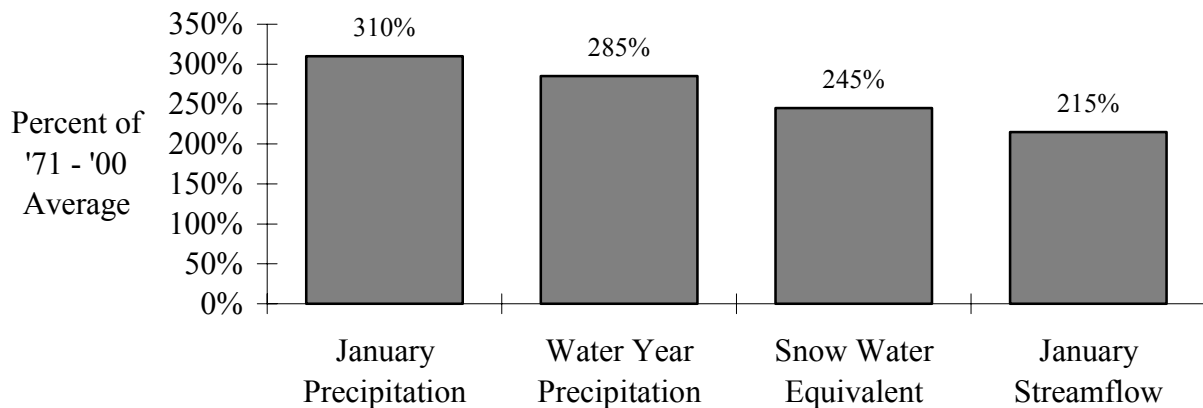 350%
300%
250%
200%
150%
100%
50%
0%
Percent of
'71 - '00
Average
310%
285%
245%
215%
January
Precipitation
Water Year
Precipitation
Snow Water
Equivalent
January
Streamflow